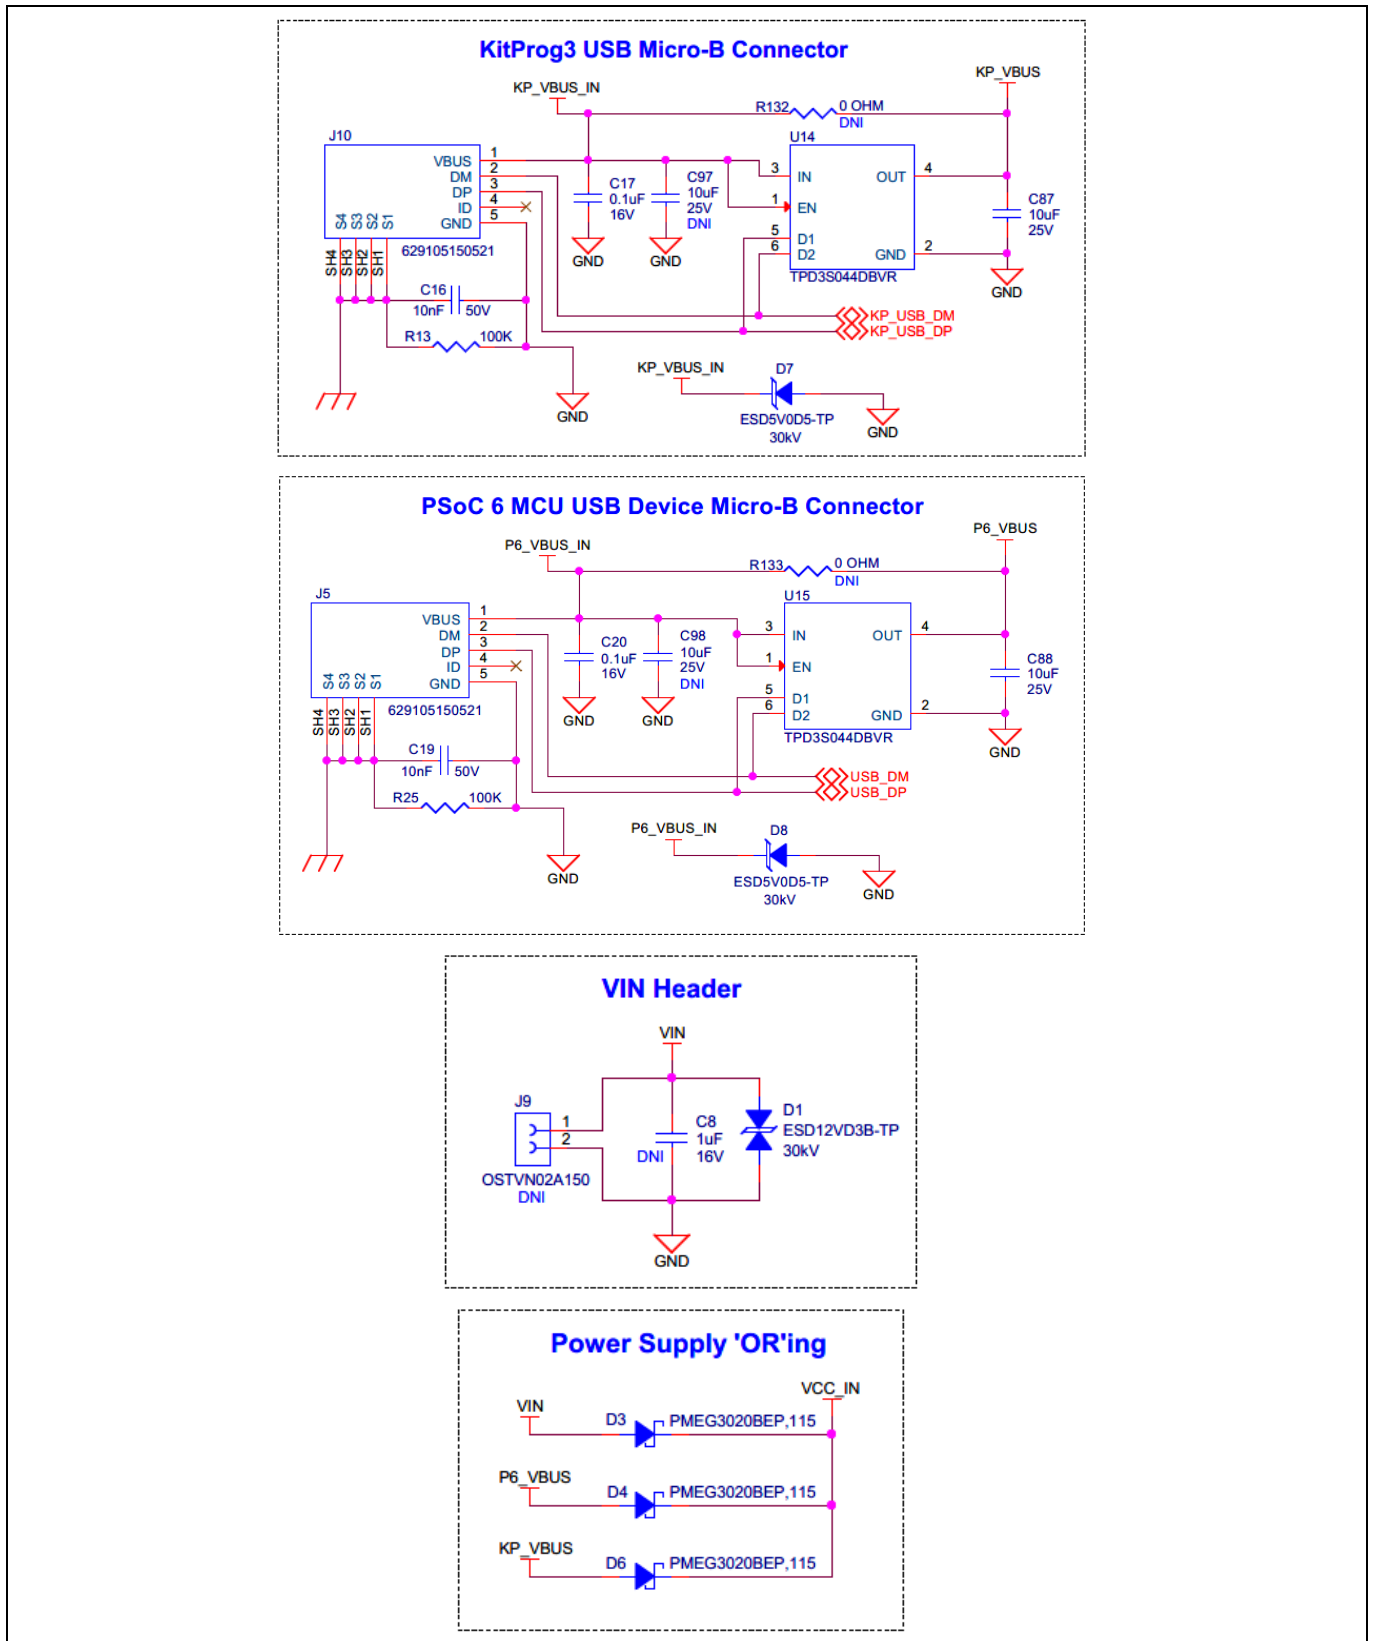 KitProg3 USB Micro-B Connector
KP_VBUS
KP_VBUS_IN
R132
0 OHM
DNI
J10
U14
VBUS
DM
DP
ID
GND
1
2
3
4
5
S4
S3
S2
S1
629105150521
SH4
SH3
SH2
SH1
C17
0.1uF
16V
C97
10uF
25V
DNI
GND
GND
3
IN
1
EN
5
D1
6
D2
OUT
4
GND
2
TPD3S044DBVR
C87
10uF
25V
GND
C16
10nF
50V
R13
100K
KP_USB_DM
KP_USB_DP
GND
KP_VBUS_IN
D7
ESD5V0D5-TP
30kV
GND
PSoC 6 MCU USB Device Micro-B Connector
P6_VBUS
P6_VBUS_IN
R133
0 OHM
DNI
J5
U15
VBUS
DM
DP
ID
GND
1
2
3
4
5
S4
S3
S2
S1
629105150521
SH4
SH3
SH2
SH1
C20
0.1uF
16V
C98
10uF
25V
DNI
GND
GND
3
IN
1
EN
5
D1
6
D2
OUT
4
GND
2
TPD3S044DBVR
C88
10uF
25V
GND
C19
10nF
50V
R25
100K
USB_DM
USB_DP
GND
P6_VBUS_IN
D8
ESD5V0D5-TP
30kV
GND
VIN Header
VIN
J9
1
2
OSTVN02A150
DNI
C8
1uF
16V
DNI
D1
ESD12VD3B-TP
30kV
GND
Power Supply 'OR'ing
VCC_IN
VIN
D3
PMEG3020BEP,115
P6_VBUS
D4
PMEG3020BEP,115
KP_VBUS
D6
PMEG3020BEP,115